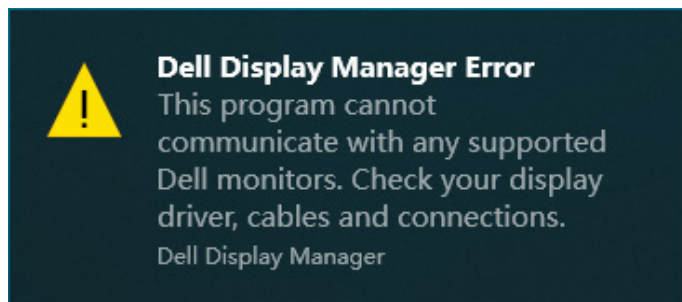 Dell Display Manager Error
This program cannot
communicate with any supported
Dell monitors. Check your display
driver, cables and connections.
Dell Display Manager